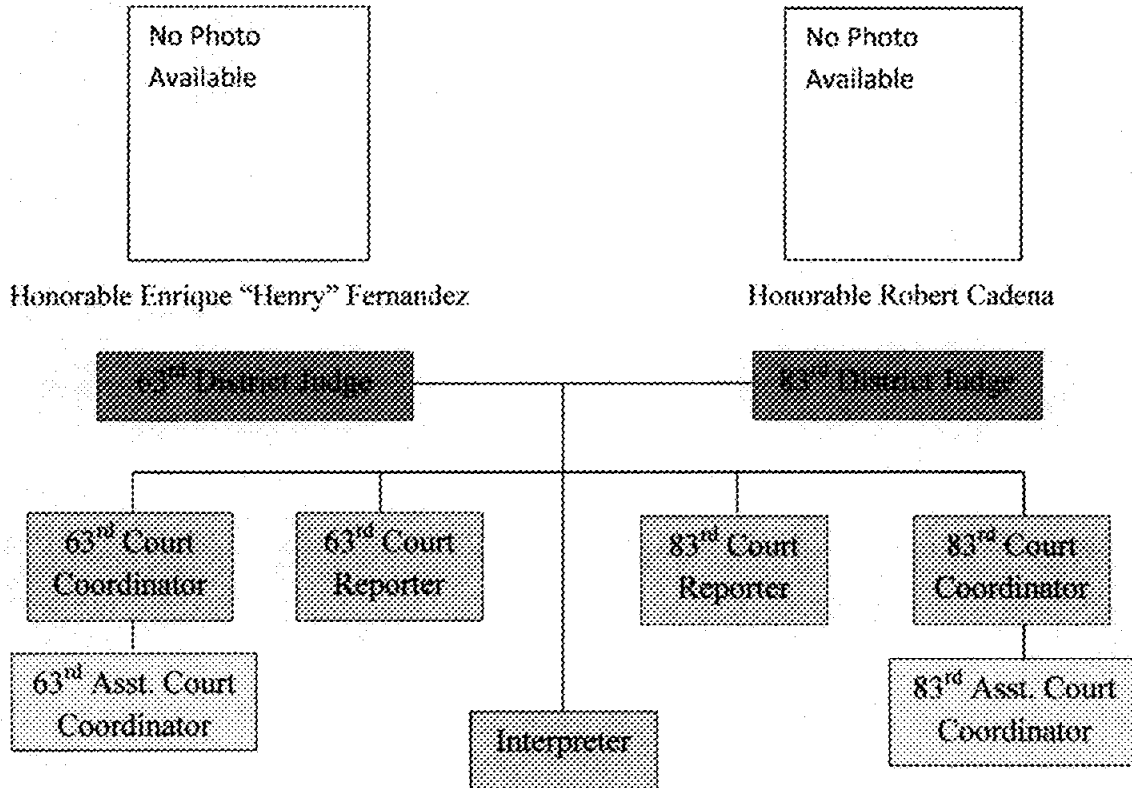 No Photo
Available
No Photo
Available
Honorable Enrique “Henry” Fernandez
Honorable Robert Cadena
63rd District Judge
83rd District Judge
63rd Court
Coordinator
63rd Court
Reporter
83rd Court
Reporter
83rd Court
Coordinator
63rd Asst. Court
Coordinator
83rd Asst. Court
Coordinator
Interpreter